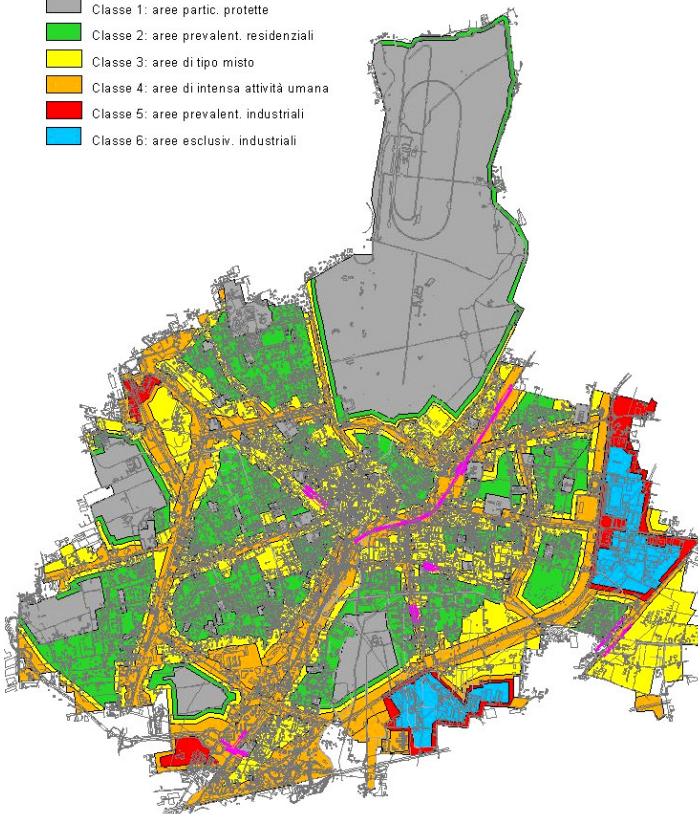 Classe 1: aree partic. protette
Classe 2: aree prevalent. residenziali
Classe 3: aree di tipo misto
Classe 4: aree di intensa attività umana
Classe 5: aree prevalent. industriali
Classe 6: aree esclusiv. industriali